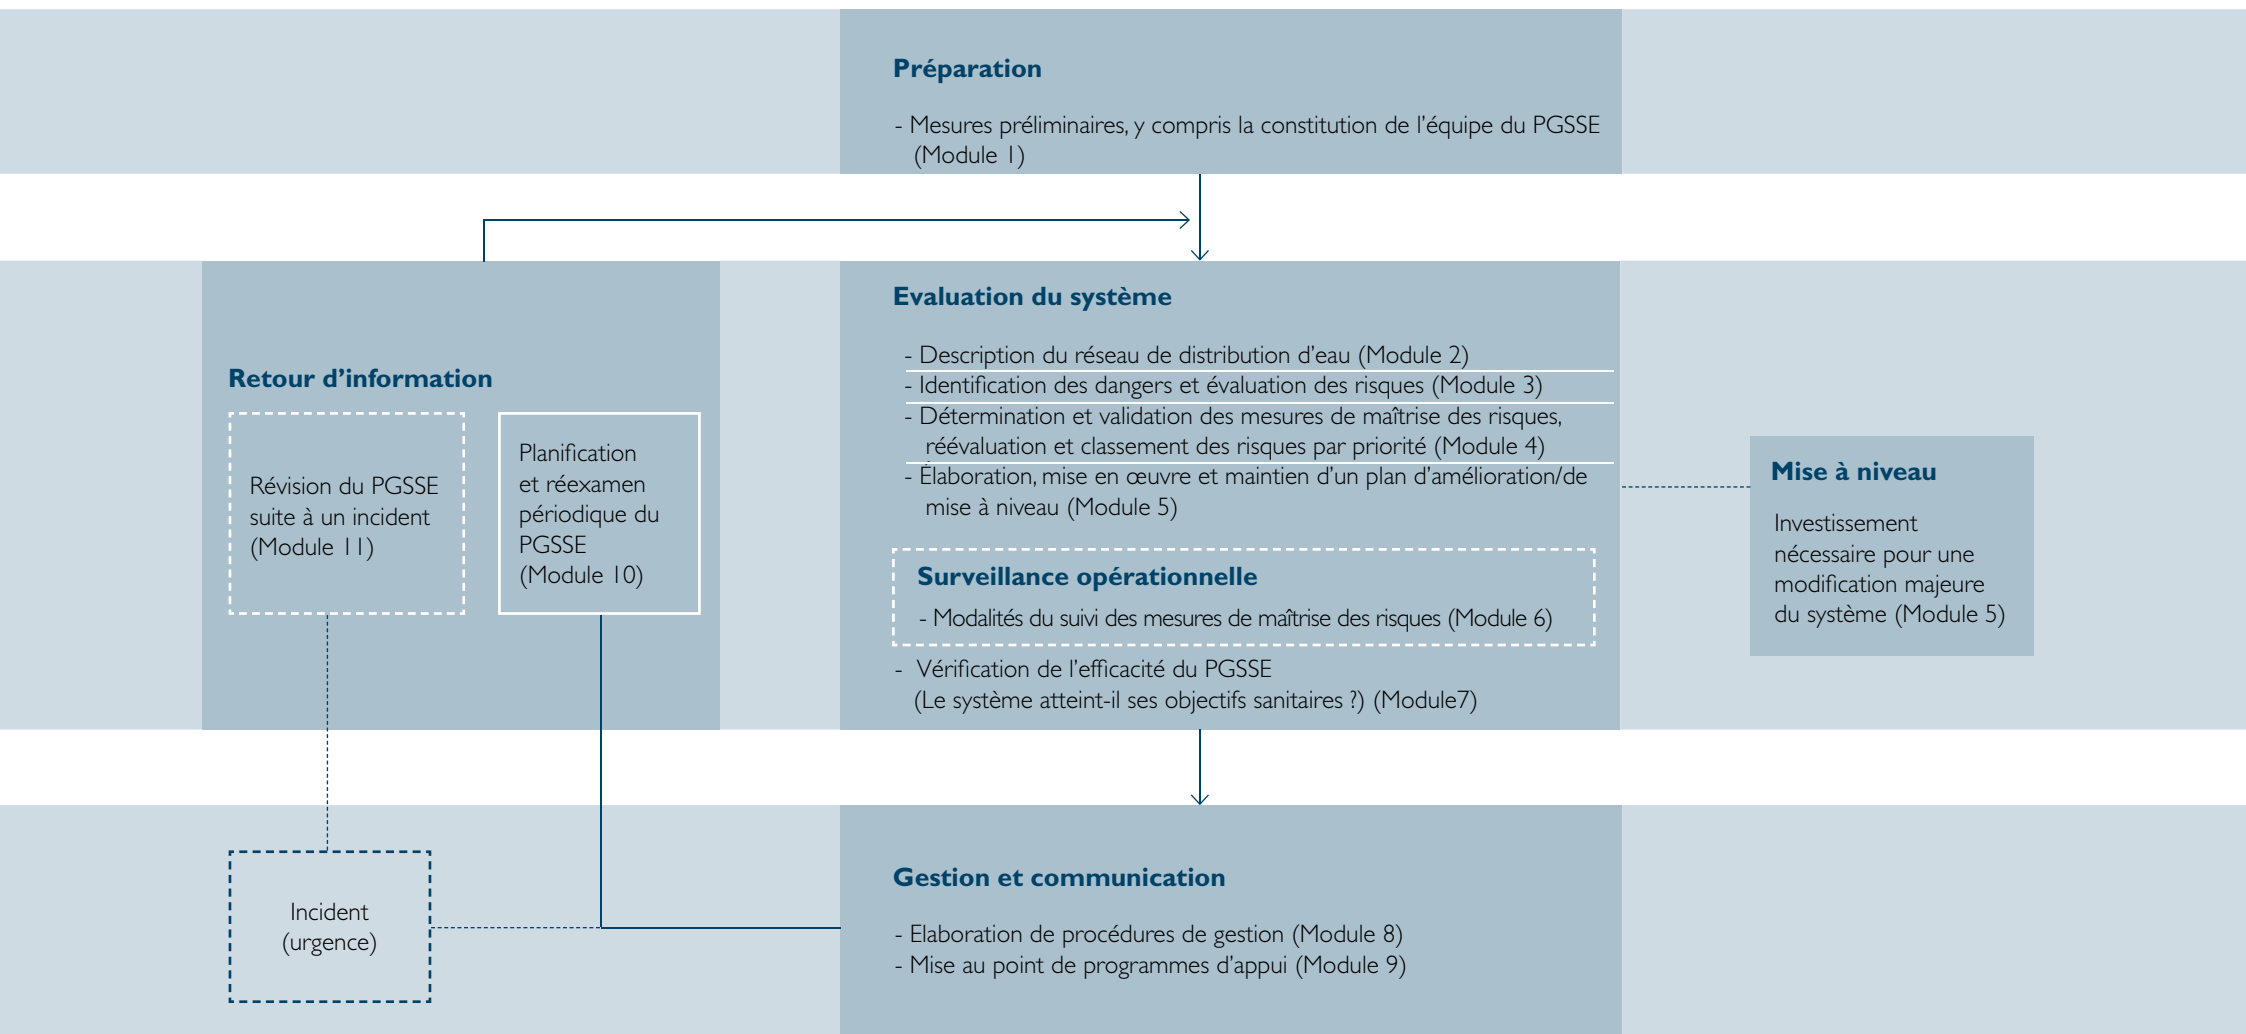 Préparation
- Mesures préliminaires, y compris la constitution de l'équipe du PGSSE
(Module 1)
Retour d'information
Révision du PGSSE
suite à un incident
(Module 11)
Planification
et réexamen
périodique du
PGSSE
(Module 10)
Evaluation du système
- Description du réseau de distribution d'eau (Module 2)
- Identification des dangers et évaluation des risques (Module 3)
- Détermination et validation des mesures de maîtrise des risques,
réévaluation et classement des risques par priorité (Module 4)
- Élaboration, mise en œuvre et maintien d'un plan d'amélioration/de
mise à niveau (Module 5)
Surveillance opérationnelle
- Modalités du suivi des mesures de maîtrise des risques (Module 6)
- Vérification de l'efficacité du PGSSE
(Le système atteint-il ses objectifs sanitaires ?) (Module7)
Mise à niveau
Investissement
nécessaire pour une
modification majeure
du système (Module 5)
Incident
(urgence)
Gestion et communication
- Elaboration de procédures de gestion (Module 8)
- Mise au point de programmes d'appui (Module 9)